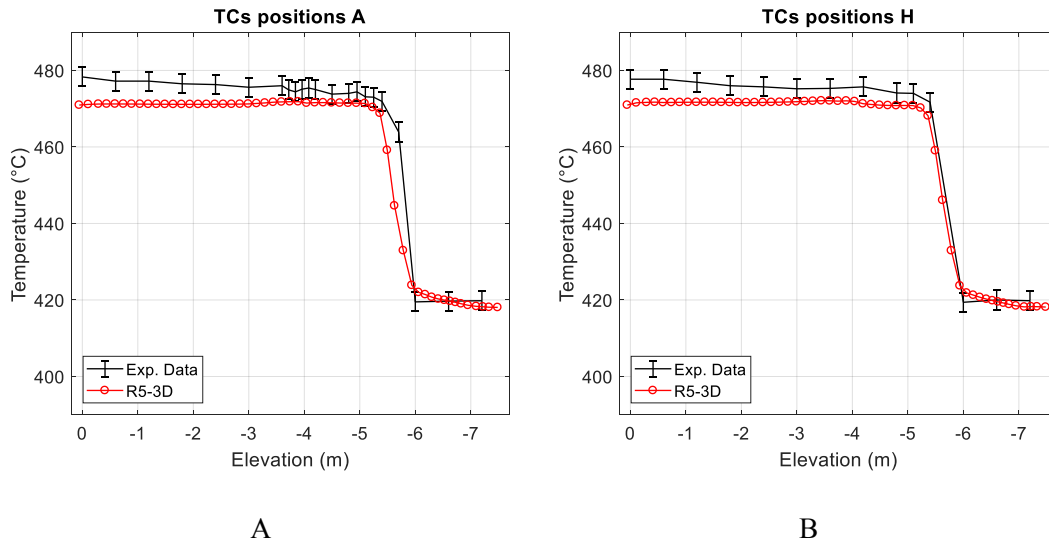 TCs positions A
480
460
440
420
400
Temperature (°C)
Exp. Data
R5-3D
0 -1 -2 -3 -4 -5 -6 -7
Elevation (m)
A
TCs positions H
480
460
440
420
400
Temperature (°C)
Exp. Data
R5-3D
0 -1 -2 -3 -4 -5 -6 -7
Elevation (m)
B